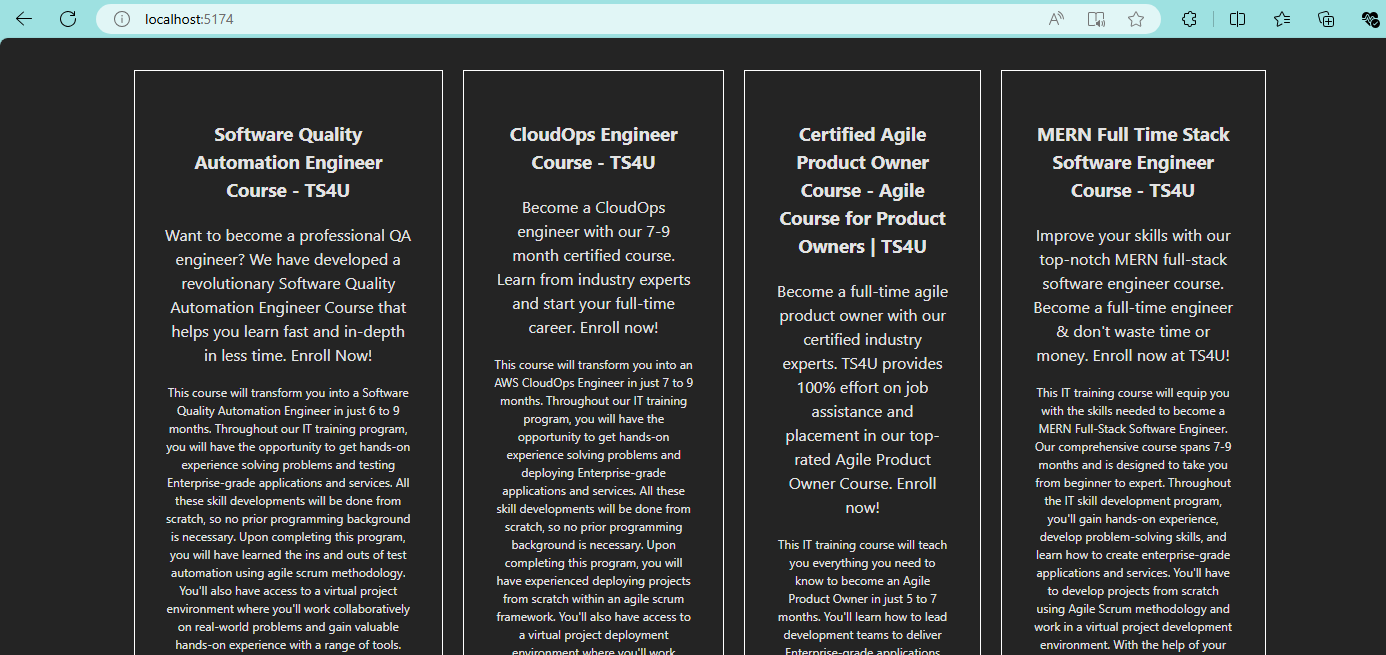 localhost:5174
Software Quality
Automation Engineer
Course - TS4U
Want to become a professional QA
engineer? We have developed a
revolutionary Software Quality
Automation Engineer Course that
helps you learn fast and in-depth
in less time. Enroll Now!
This course will transform you into a Software
Quality Automation Engineer in just 6 to 9
months. Throughout our IT training program,
you will have the opportunity to get hands-on
experience solving problems and testing
Enterprise-grade applications and services. All
these skill developments will be done from
scratch, so no prior programming background
is necessary. Upon completing this program,
you will have learned the ins and outs of test
automation using agile scrum methodology.
You'll also have access to a virtual project
environment where you'll work collaboratively
on real-world problems and gain valuable
hands-on experience with a range of tools.
CloudOps Engineer
Course - TS4U
Become a CloudOps
engineer with our 7-9
month certified course.
Learn from industry experts
and start your full-time
career. Enroll now!
This course will transform you into an
AWS CloudOps Engineer in just 7 to 9
months. Throughout our IT training
program, you will have the
opportunity to get hands-on
experience solving problems and
deploying Enterprise-grade
applications and services. All these
skill developments will be done from
scratch, so no prior programming
background is necessary. Upon
completing this program, you will
have experienced deploying projects
from scratch within an agile scrum
framework. You'll also have access to
a virtual project deployment
environment where you'll work
Certified Agile
Product Owner
Course - Agile
Course for Product
Owners | TS4U
Become a full-time agile
product owner with our
certified industry
experts. TS4U provides
100% effort on job
assistance and
placement in our top-
rated Agile Product
Owner Course. Enroll
now!
This IT training course will teach
you everything you need to
know to become an Agile
Product Owner in just 5 to 7
months. You'll learn how to lead
development teams to deliver
Enterprise-grade applications
MERN Full Time Stack
Software Engineer
Course - TS4U
Improve your skills with our
top-notch MERN full-stack
software engineer course.
Become a full-time engineer
& don't waste time or
money. Enroll now at TS4U!
This IT training course will equip you
with the skills needed to become a
MERN Full-Stack Software Engineer.
Our comprehensive course spans 7-9
months and is designed to take you
from beginner to expert. Throughout
the IT skill development program,
you'll gain hands-on experience,
develop problem-solving skills, and
learn how to create enterprise-grade
applications and services. You'll have
to develop projects from scratch
using Agile Scrum methodology and
work in a virtual project development
environment. With the help of your